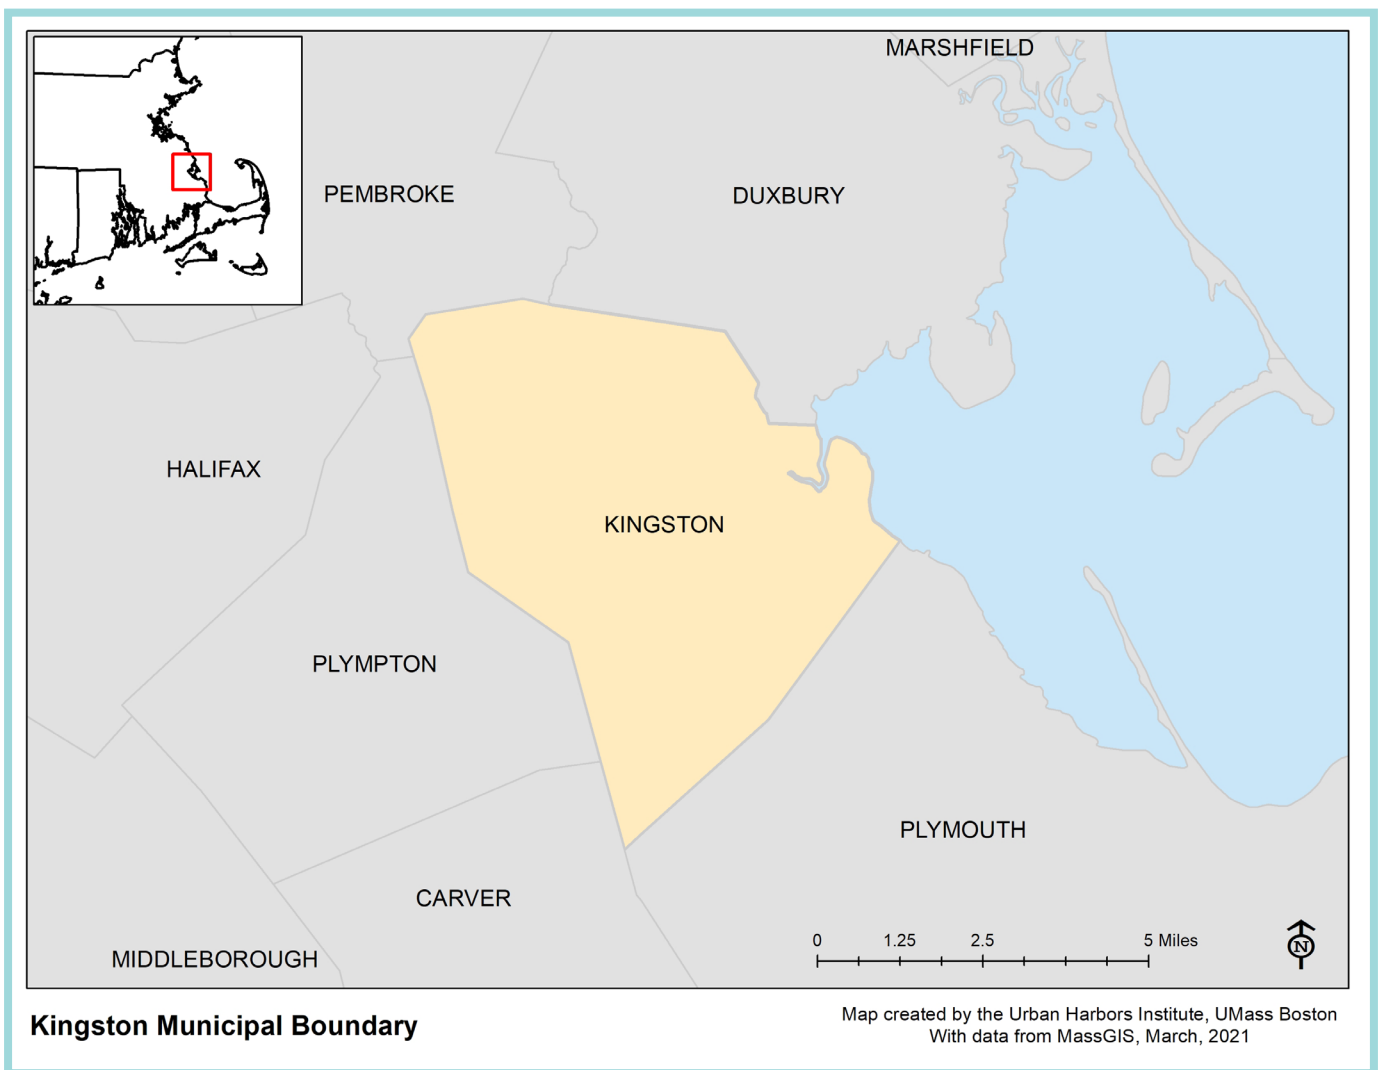 MARSHFIELD
PEMBROKE
DUXBURY
HALIFAX
KINGSTON
PLYMPTON
PLYMOUTH
CARVER
MIDDLEBOROUGH
0 1.25 2.5 5 Miles
N
Kingston Municipal Boundary
Map created by the Urban Harbors Institute, UMass Boston
With data from MassGIS, March, 2021